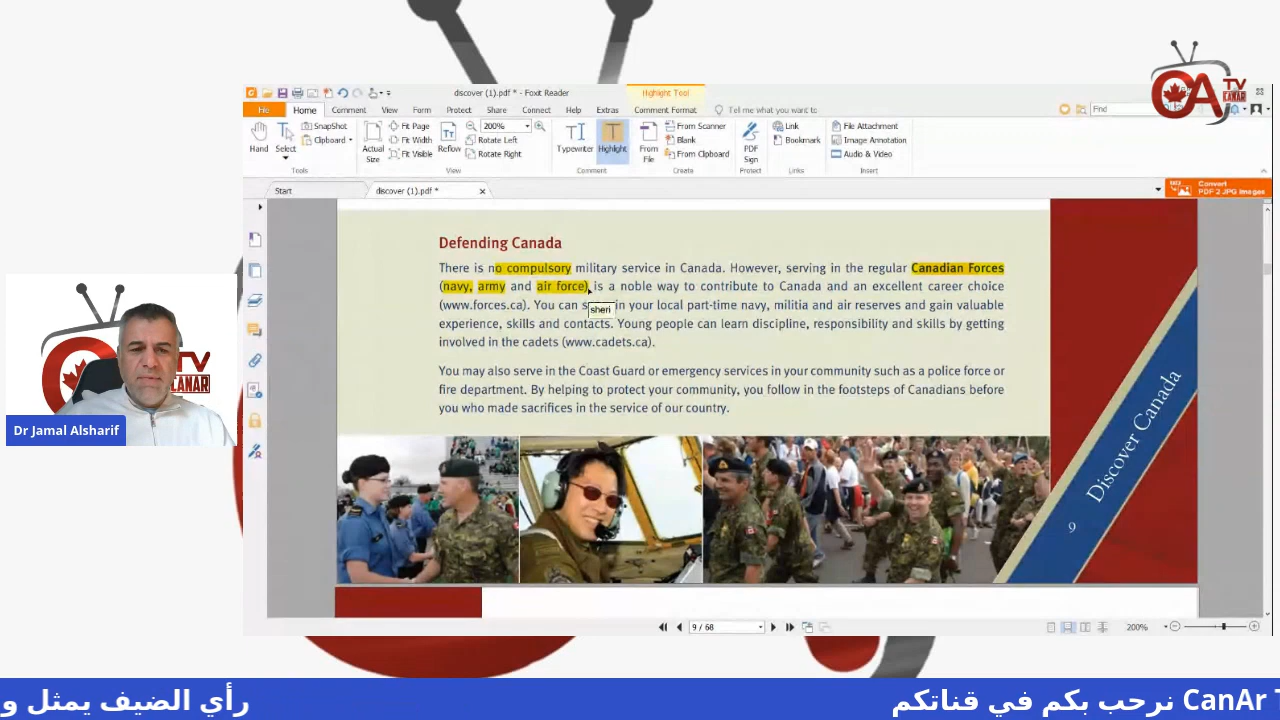 discover (1).pdf * - Foxit Reader
Highlight Tool
File Home Comment View Form Protect Share Connect Help Extras Comment Format Tell me what you want to Find
Hand
Select
SnapShot
Clipboard
Actual Size
Fit Page
Fit Width
Fit Visible
Reflow
200%
Rotate Left
Rotate Right
Typewriter
Highlight
From File
From Scanner
Blank
From Clipboard
PDF Sign
Link
Bookmark
File Attachment
Image Annotation
Audio & Video
Tools View Comment Create Protect Links Insert
Start discover (1).pdf *
Convert
PDF 2 JPG Images
CA TV
CANAR
Defending Canada
There is no compulsory military service in Canada. However, serving in the regular Canadian Forces
(navy, army and air force) is a noble way to contribute to Canada and an excellent career choice
(www.forces.ca). You can s in your local part-time navy, militia and air reserves and gain valuable
sheri
experience, skills and contacts. Young people can learn discipline, responsibility and skills by getting
involved in the cadets (www.cadets.ca).
You may also serve in the Coast Guard or emergency services in your community such as a police force or
fire department. By helping to protect your community, you follow in the footsteps of Canadians before
you who made sacrifices in the service of our country.
Discover Canada
9
TV
ANAR
Dr Jamal Alsharif
9 / 68
200%
نرحب بكم في قناتكم CanAr T
رأي الضيف يمثل و